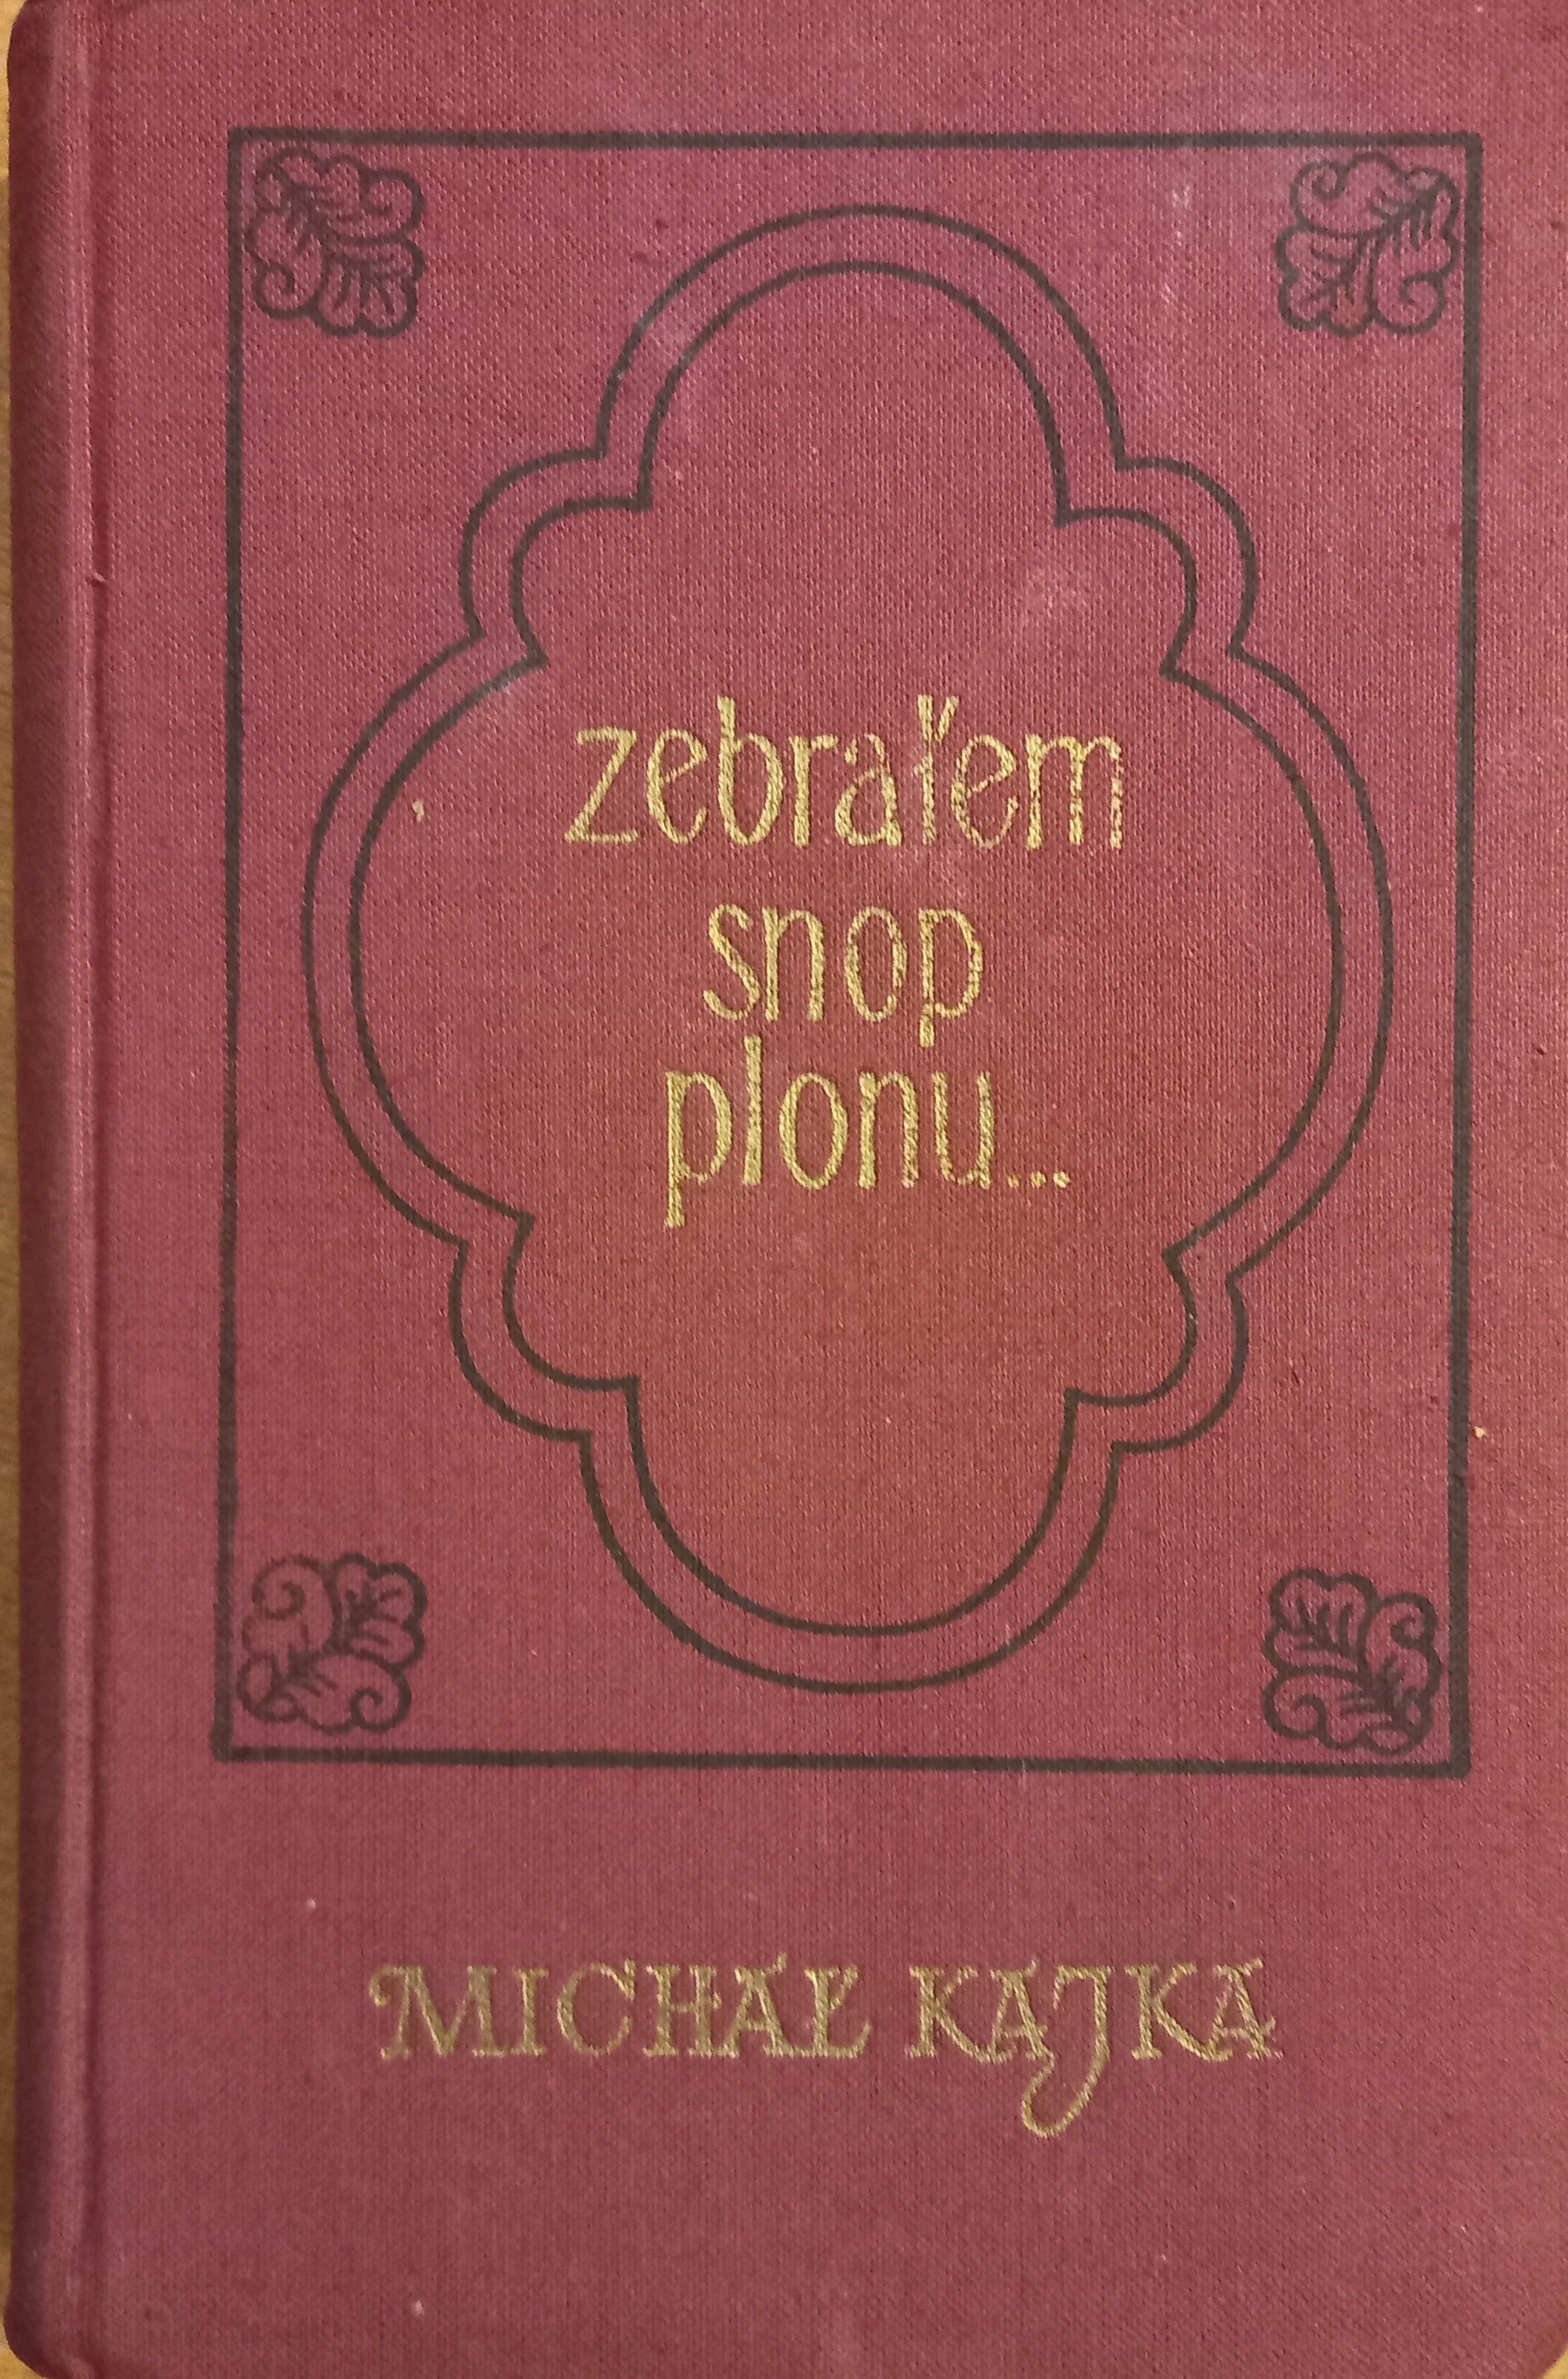 zebrałem
snop
plonu...
MICHAŁ KAJKA